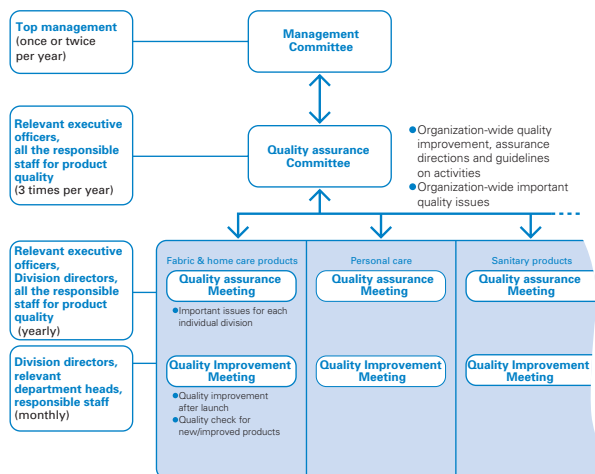 Top management
(once or twice
per year)
Management
Committee
Relevant executive
officers,
all the responsible
staff for product
quality
(3 times per year)
Quality assurance
Committee
●Organization-wide quality
improvement, assurance
directions and guidelines
on activities
●Organization-wide important
quality issues
Relevant executive
officers,
Division directors,
all the responsible
staff for product
quality
(yearly)
Fabric & home care products
Quality assurance
Meeting
●Important issues for each
individual division
Personal care
Quality assurance
Meeting
Sanitary products
Quality assurance
Meeting
Division directors,
relevant
department heads,
responsible staff
(monthly)
Quality Improvement
Meeting
●Quality improvement
after launch
●Quality check for
new/improved products
Quality Improvement
Meeting
Quality Improvement
Meeting